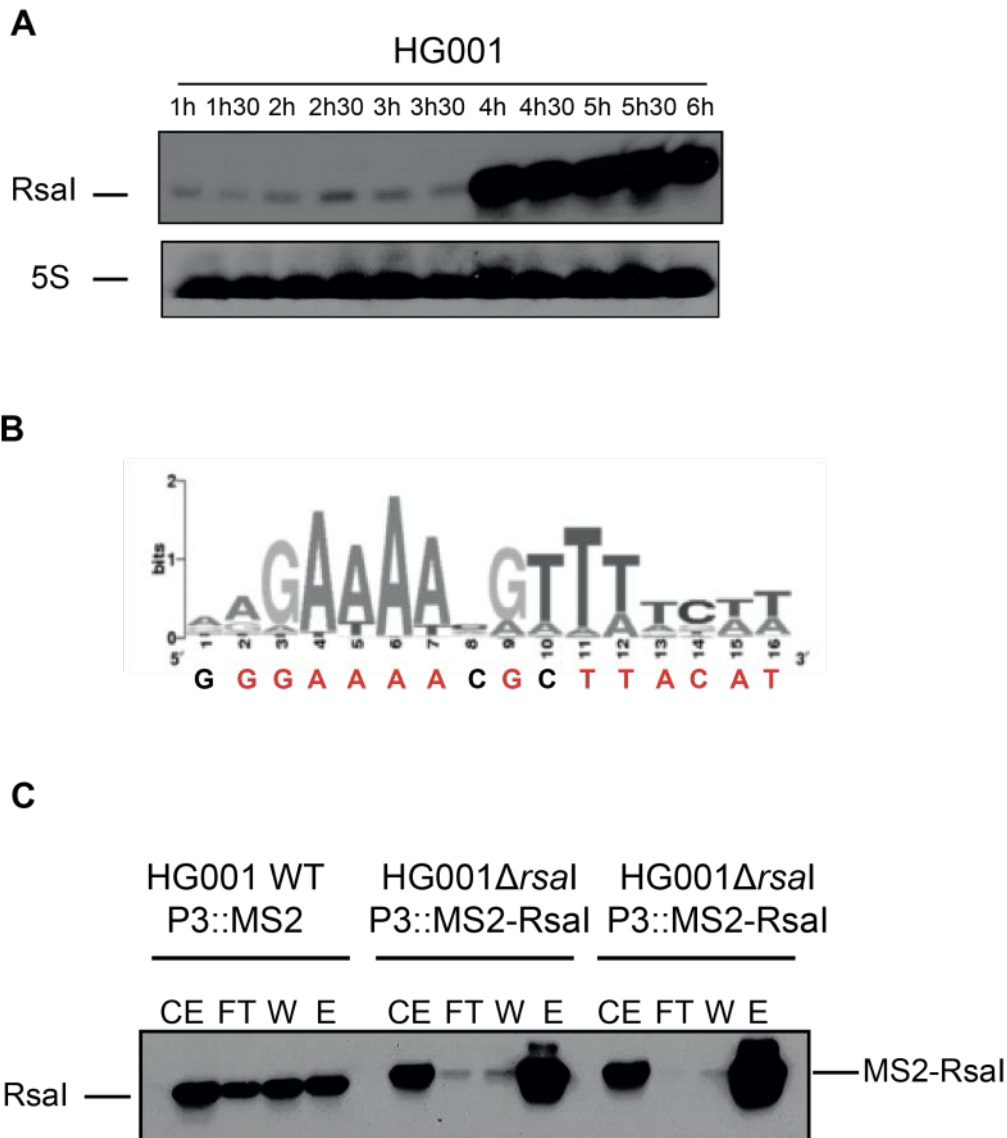 A
HG001
1h 1h30 2h 2h30 3h 3h30 4h 4h30 5h 5h30 6h
RsaI
5S
B
2
bits
1
0
1 2 3 4 5 6 7 8 9 10 11 12 13 14 15 16
5′ 3′
G G G A A A A C G C T T A C A T
C
HG001 WT HG001ΔrsaI HG001ΔrsaI
P3::MS2 P3::MS2-RsaI P3::MS2-RsaI
CE FT W E CE FT W E CE FT W E
MS2-RsaI
RsaI